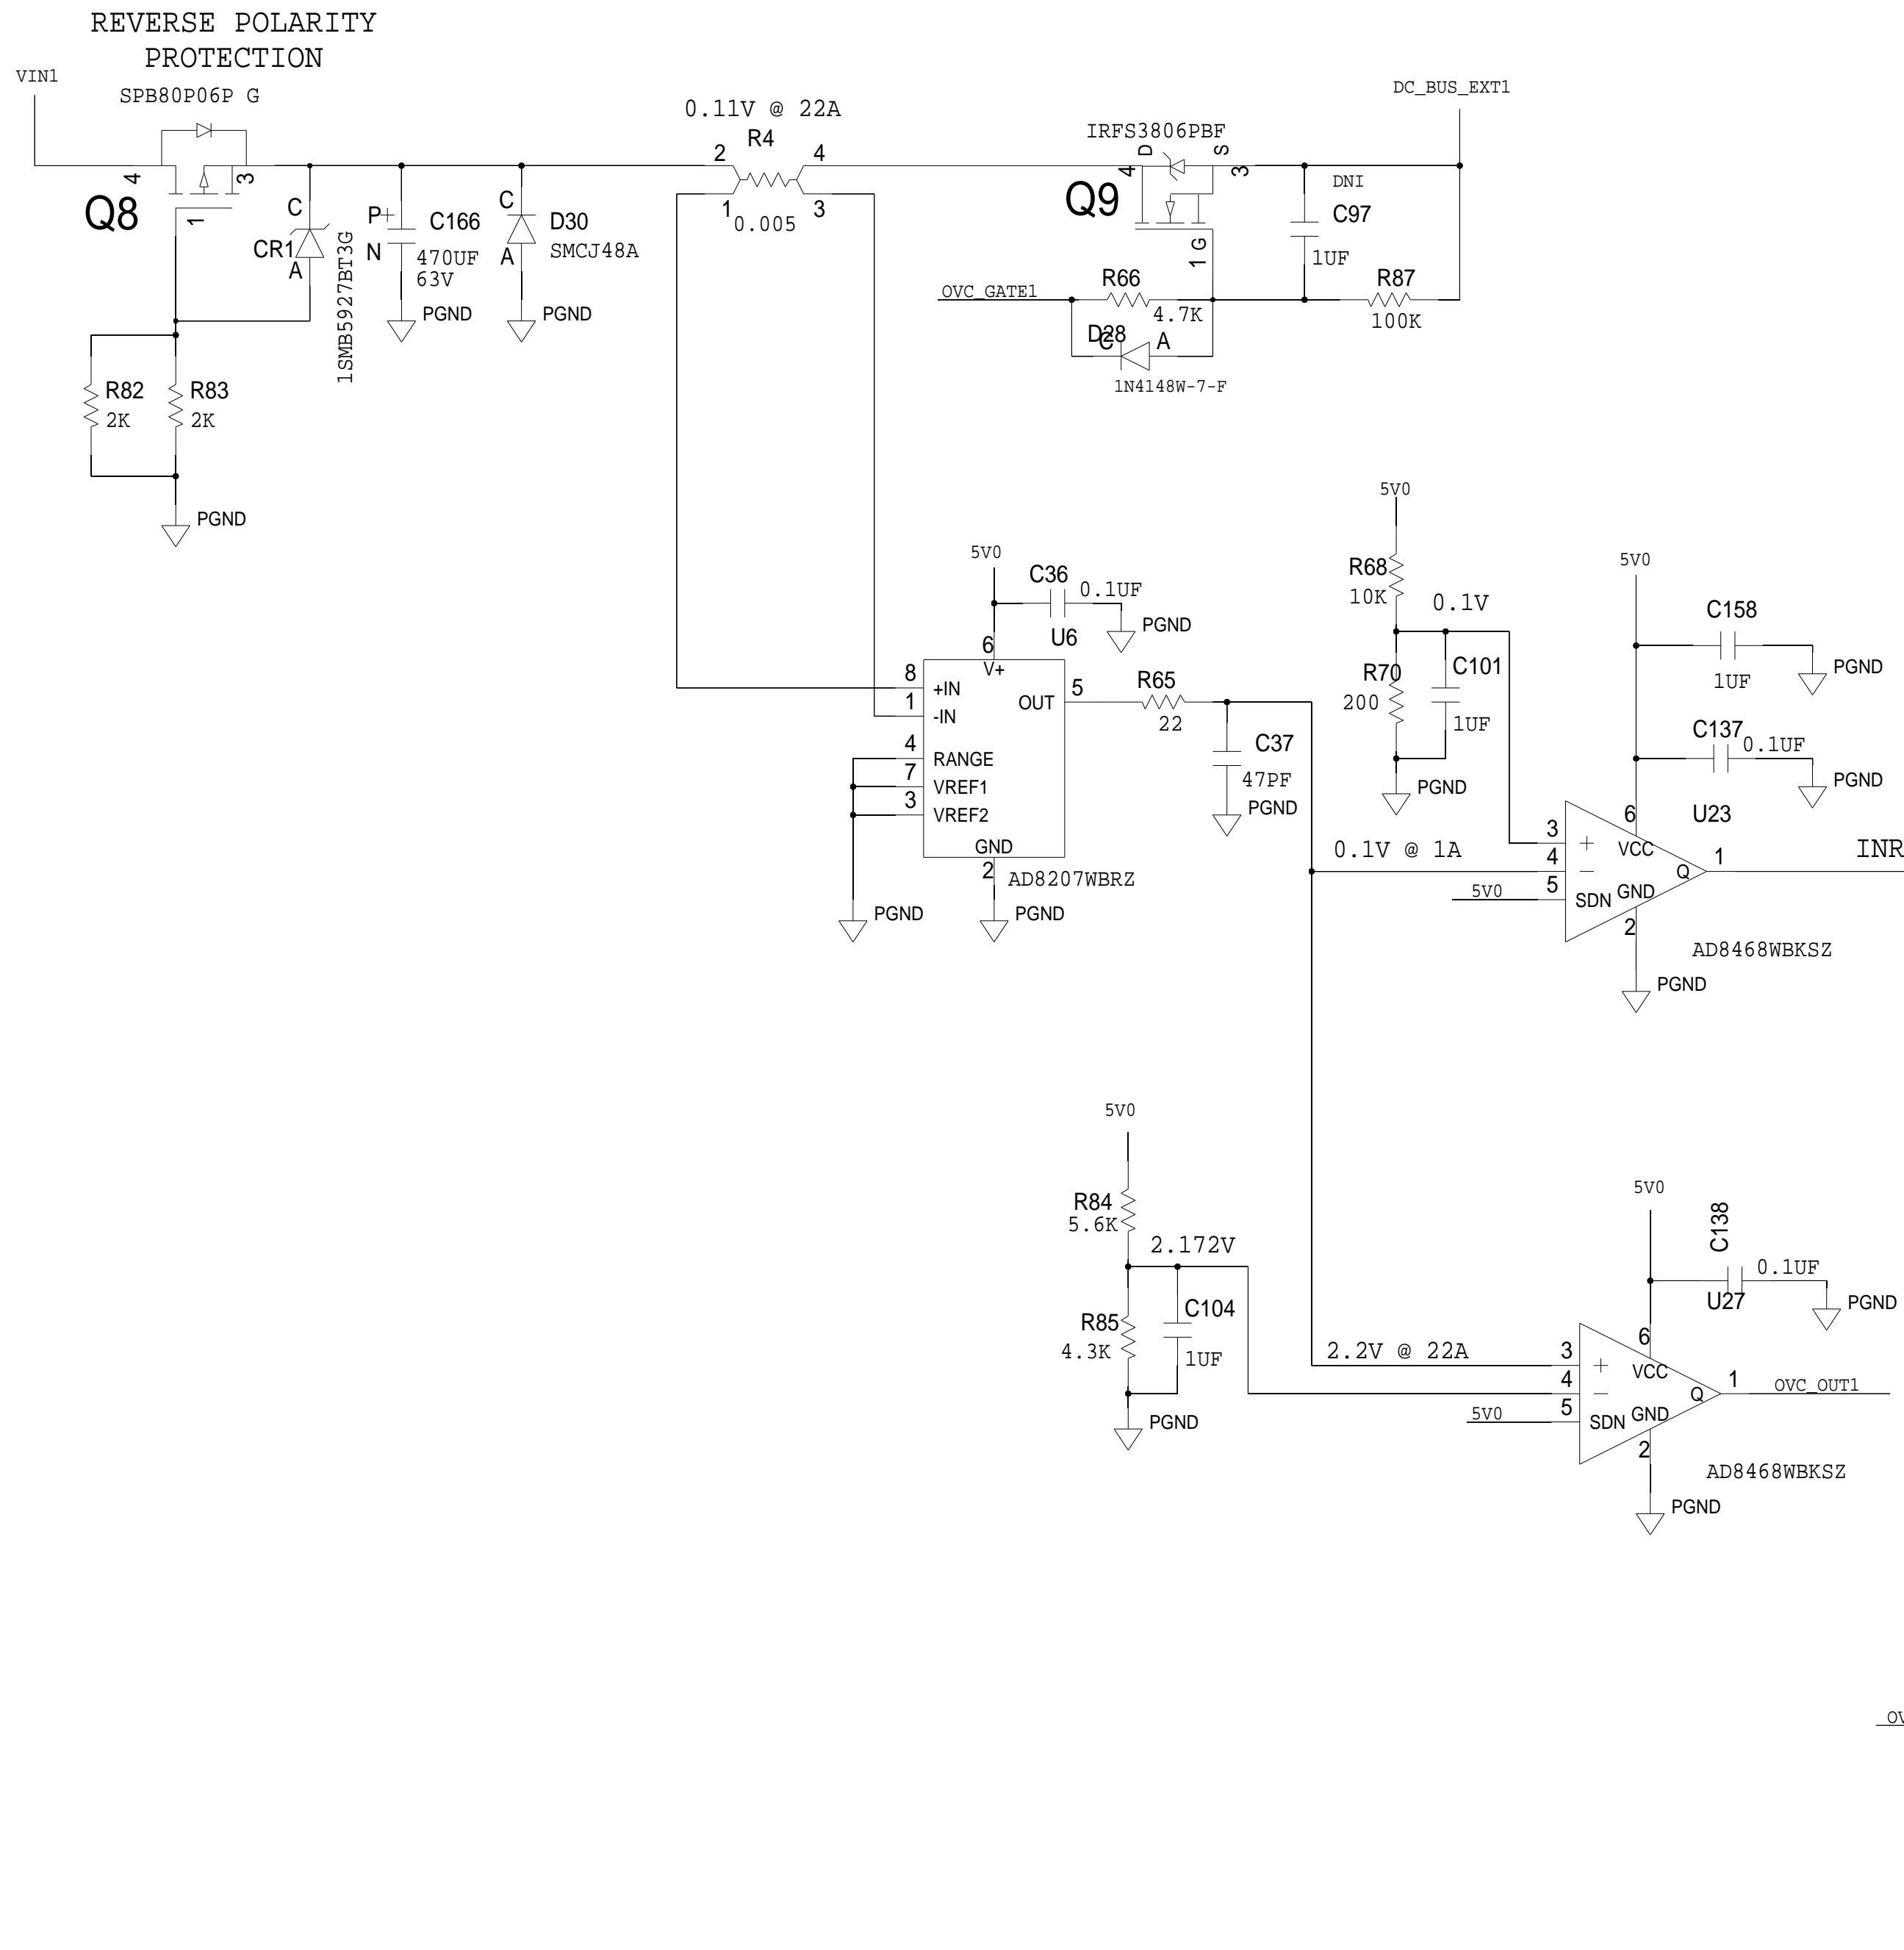 REVERSE POLARITY
PROTECTION
VIN1
SPB80P06P G
4
3
1
Q8
C
CR1
A
1SMB5927BT3G
P
+
N
C166
470UF
63V
PGND
C
A
D30
SMCJ48A
PGND
R82
2K
R83
2K
PGND
0.11V @ 22A
R4
2
4
1
3
0.005
DC_BUS_EXT1
IRFS3806PBF
D
S
4
3
Q9
1
G
DNI
C97
1UF
OVC_GATE1
R66
4.7K
R87
100K
D28
C
A
1N4148W-7-F
5V0
C36
0.1UF
PGND
U6
6
V+
8
+IN
1
-IN
4
RANGE
7
VREF1
3
VREF2
GND
2
OUT
5
AD8207WBRZ
PGND
PGND
R65
22
C37
47PF
PGND
5V0
R68
10K
0.1V
R70
200
C101
1UF
PGND
5V0
C158
1UF
PGND
C137
0.1UF
PGND
U23
0.1V @ 1A
3
+
4
-
5
5V0
SDN
6
VCC
GND
2
Q
1
INR
AD8468WBKSZ
PGND
5V0
R84
5.6K
2.172V
R85
4.3K
C104
1UF
PGND
5V0
C138
0.1UF
PGND
U27
2.2V @ 22A
3
+
4
-
5
5V0
SDN
6
VCC
GND
2
Q
1
OVC_OUT1
AD8468WBKSZ
PGND
OV